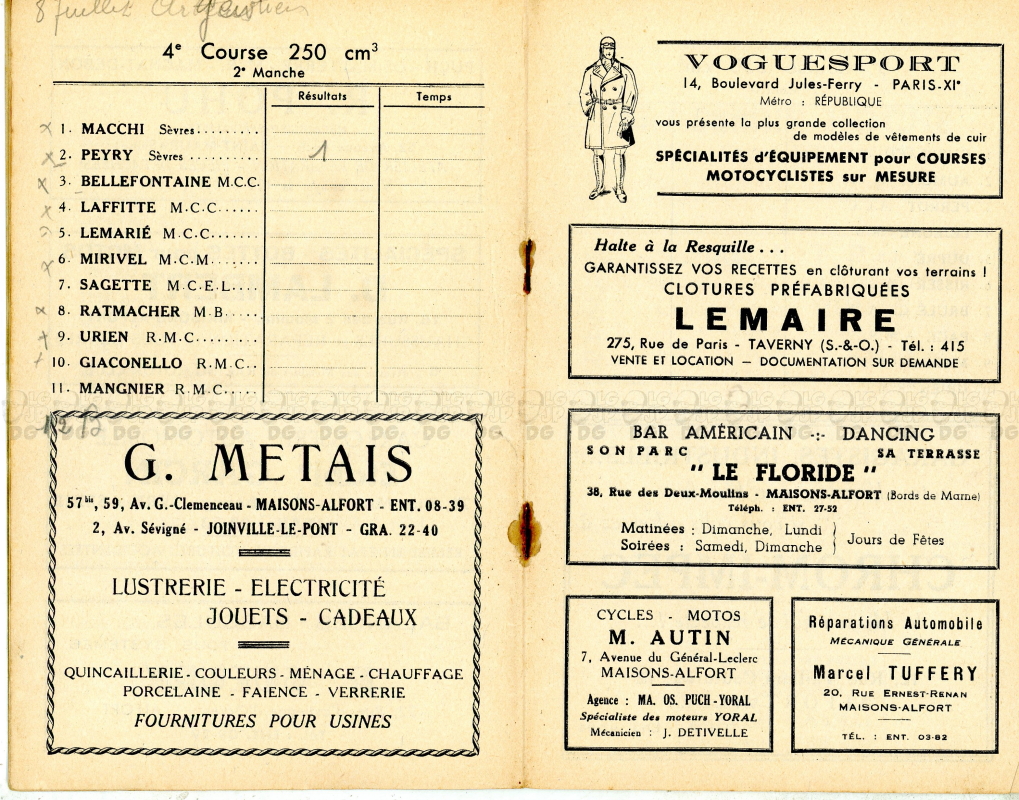 8 Juillet
4e Course 250 cm3
2e Manche
Résultats Temps
x 1. MACCHI Sèvres.........
x 2. PEYRY Sèvres .......... 1
x 3. BELLEFONTAINE M.C.C.
x 4. LAFFITTE M.C.C......
5. LEMARIÉ M.C.C.......
x 6. MIRIVEL M.C.M.......
7. SAGETTE M.C.E.L....
x 8. RATMACHER M.B.....
x 9. URIEN R.M.C.........
x 10. GIACONELLO R.M.C..
11. MANGNIER R.M.C....
G. METAIS
57 bis, 59, Av. G.-Clemenceau - MAISONS-ALFORT - ENT. 08-39
2, Av. Sévigné - JOINVILLE-LE-PONT - GRA. 22-40
LUSTRERIE - ELECTRICITÉ
JOUETS - CADEAUX
QUINCAILLERIE - COULEURS - MÉNAGE - CHAUFFAGE
PORCELAINE - FAIENCE - VERRERIE
FOURNITURES POUR USINES
VOGUESPORT
14, Boulevard Jules-Ferry - PARIS-XIe
Métro : RÉPUBLIQUE
vous présente la plus grande collection
de modèles de vêtements de cuir
SPÉCIALITÉS d'ÉQUIPEMENT pour COURSES
MOTOCYCLISTES sur MESURE
Halte à la Resquille . . .
GARANTISSEZ VOS RECETTES en clôturant vos terrains !
CLOTURES PRÉFABRIQUÉES
LEMAIRE
275, Rue de Paris - TAVERNY (S.-&-O.) - Tél. : 415
VENTE ET LOCATION — DOCUMENTATION SUR DEMANDE
BAR AMÉRICAIN -:- DANCING
SON PARC SA TERRASSE
" LE FLORIDE "
38, Rue des Deux-Moulins - MAISONS-ALFORT (Bords de Marne)
Téléph. : ENT. 27-52
Matinées : Dimanche, Lundi
Soirées : Samedi, Dimanche
Jours de Fêtes
CYCLES - MOTOS
M. AUTIN
7, Avenue du Général-Leclerc
MAISONS-ALFORT
Agence : MA. OS. PUCH - YORAL
Spécialiste des moteurs YORAL
Mécanicien : J. DETIVELLE
Réparations Automobile
MÉCANIQUE GÉNÉRALE
Marcel TUFFERY
20, RUE ERNEST-RENAN
MAISONS-ALFORT
TÉL. : ENT. 03-82